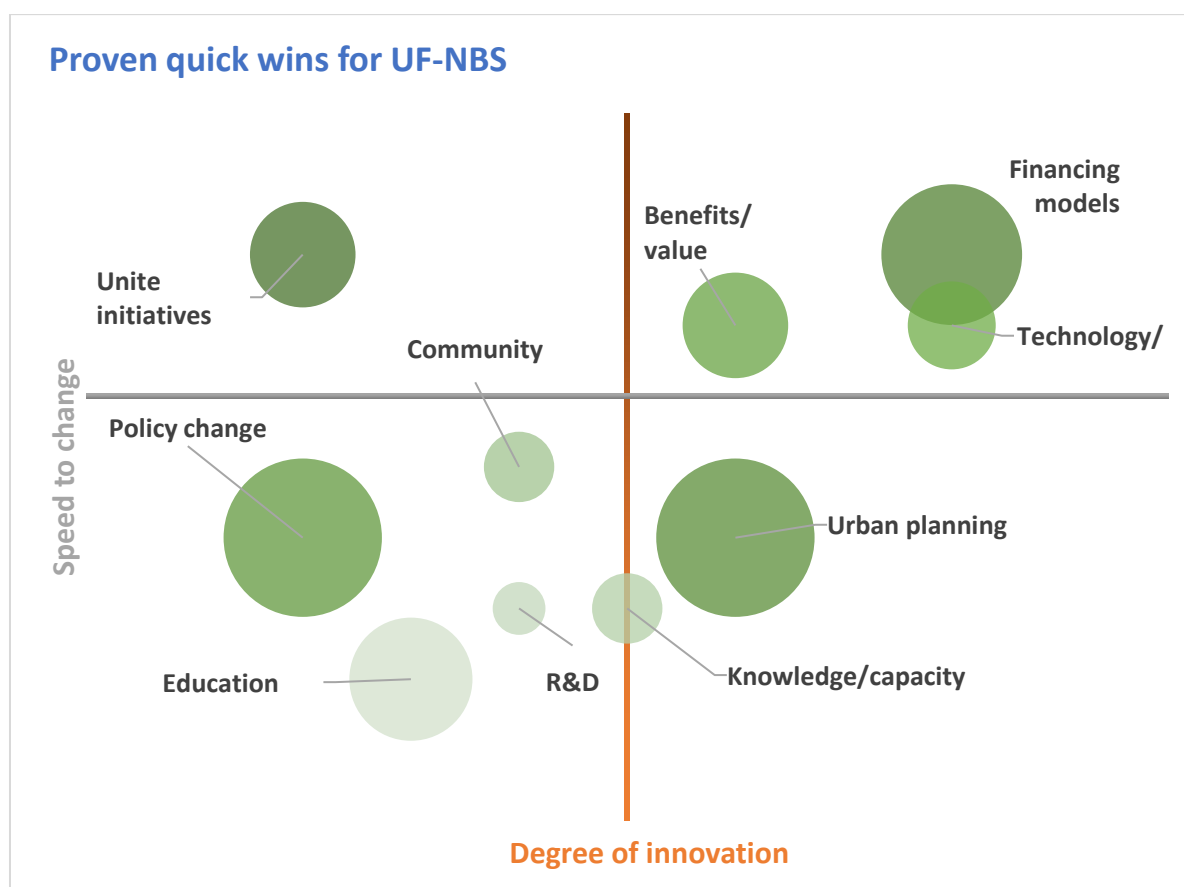 Proven quick wins for UF-NBS
Financing
models
Benefits/
value
Unite
initiatives
Technology/
Community
Policy change
Speed to change
Urban planning
Education
R&D
Knowledge/capacity
Degree of innovation